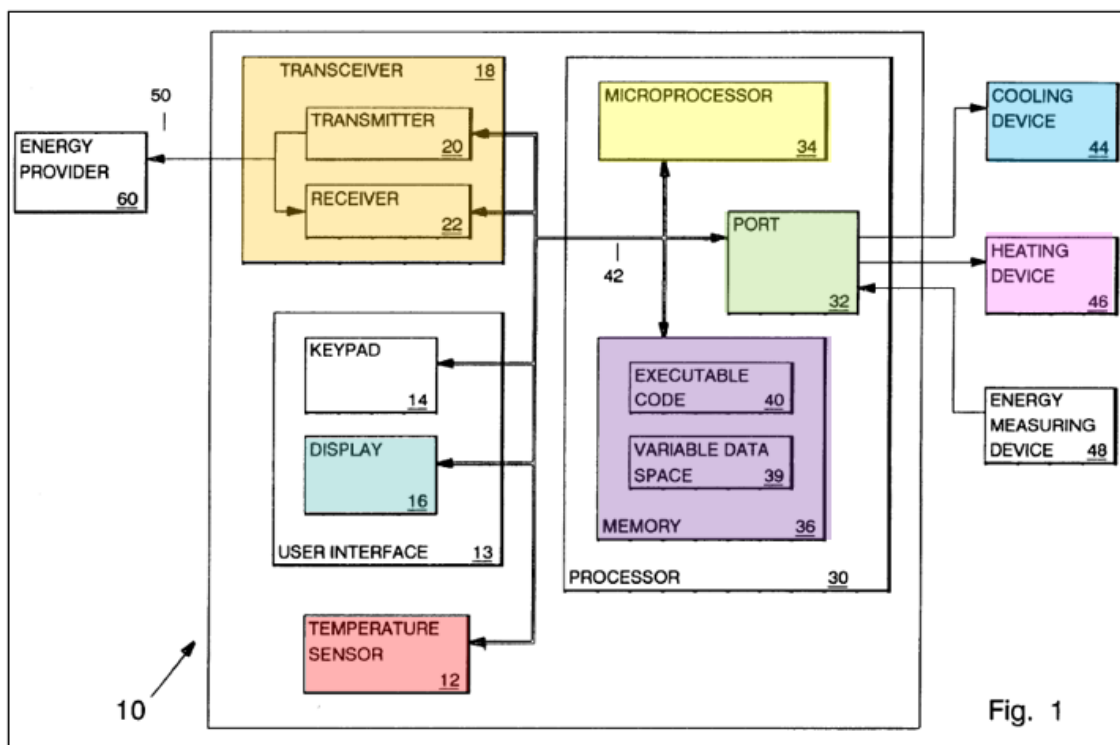 TRANSCEIVER 18
TRANSMITTER
20
RECEIVER
22
50
ENERGY
PROVIDER
60
KEYPAD
14
DISPLAY
16
USER INTERFACE 13
TEMPERATURE
SENSOR
12
10
MICROPROCESSOR
34
42
PORT
32
EXECUTABLE
CODE 40
VARIABLE DATA
SPACE 39
MEMORY 36
PROCESSOR 30
COOLING
DEVICE
44
HEATING
DEVICE
46
ENERGY
MEASURING
DEVICE 48
Fig. 1